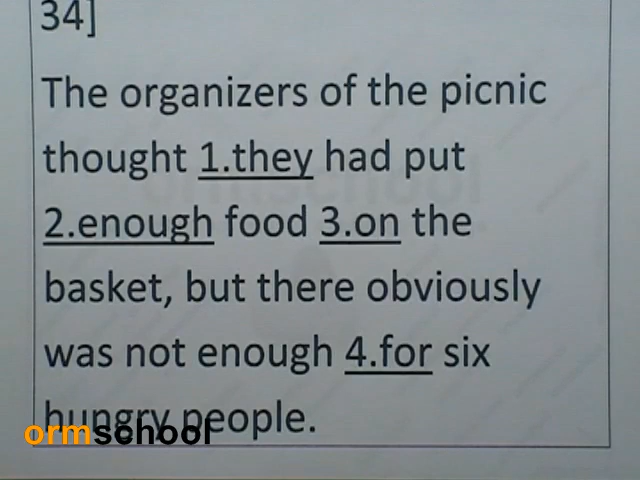 34]
The organizers of the picnic
thought 1.they had put
2.enough food 3.on the
basket, but there obviously
was not enough 4.for six
hungry people.
ormschool